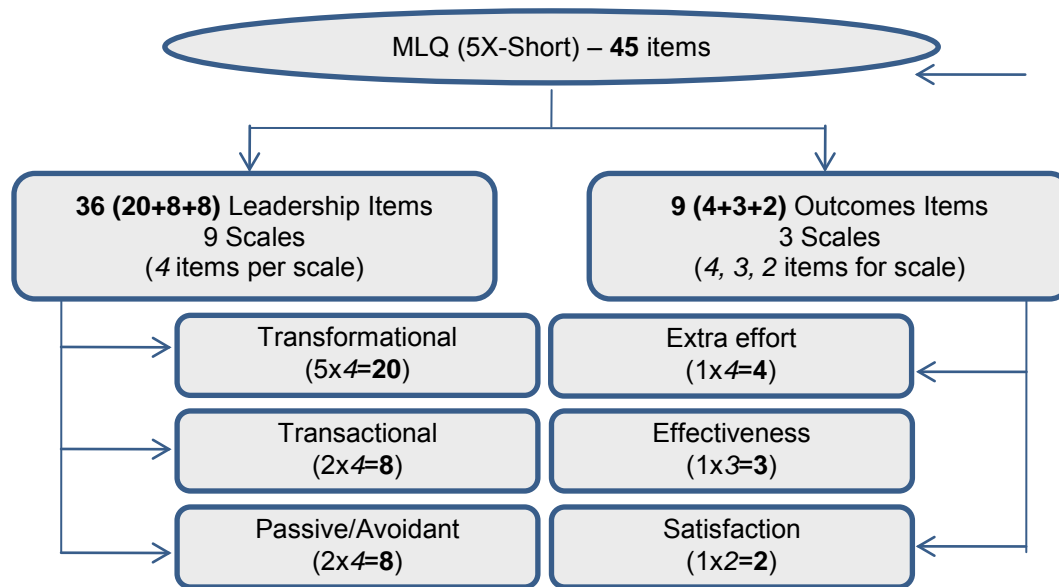 MLQ (5X-Short) – 45 items
36 (20+8+8) Leadership Items
9 Scales
(4 items per scale)
9 (4+3+2) Outcomes Items
3 Scales
(4, 3, 2 items for scale)
Transformational
(5x4=20)
Extra effort
(1x4=4)
Transactional
(2x4=8)
Effectiveness
(1x3=3)
Passive/Avoidant
(2x4=8)
Satisfaction
(1x2=2)